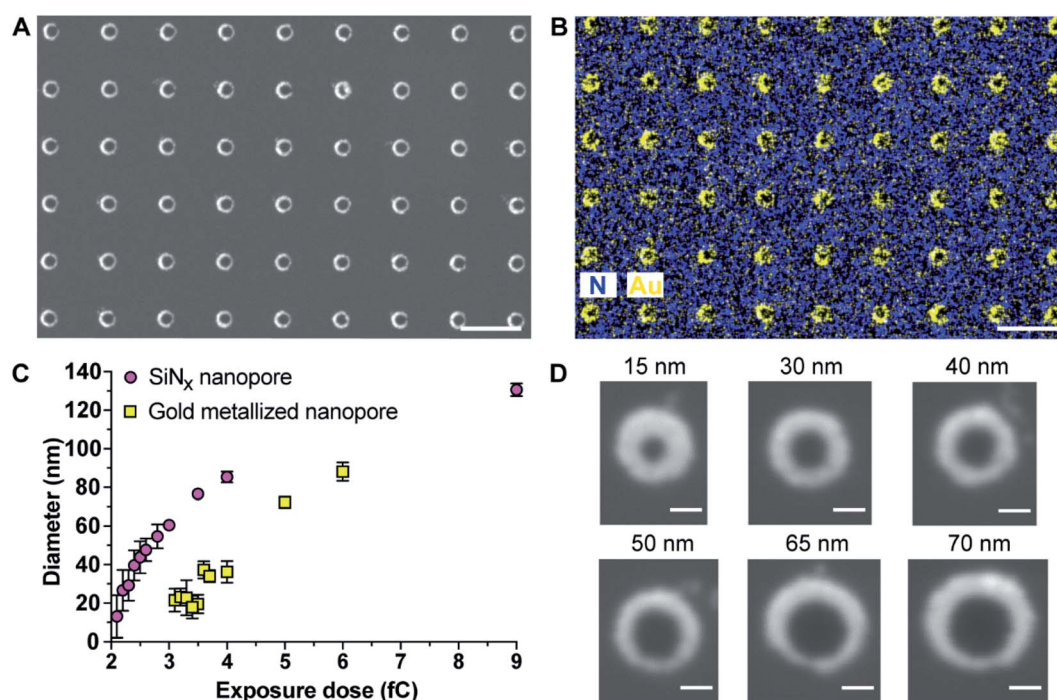 A
B
N Au
C
SiNx nanopore
Gold metallized nanopore
140
120
100
80
60
40
20
0
Diameter (nm)
2 3 4 5 6 7 8 9
Exposure dose (fC)
D
15 nm 30 nm 40 nm
50 nm 65 nm 70 nm